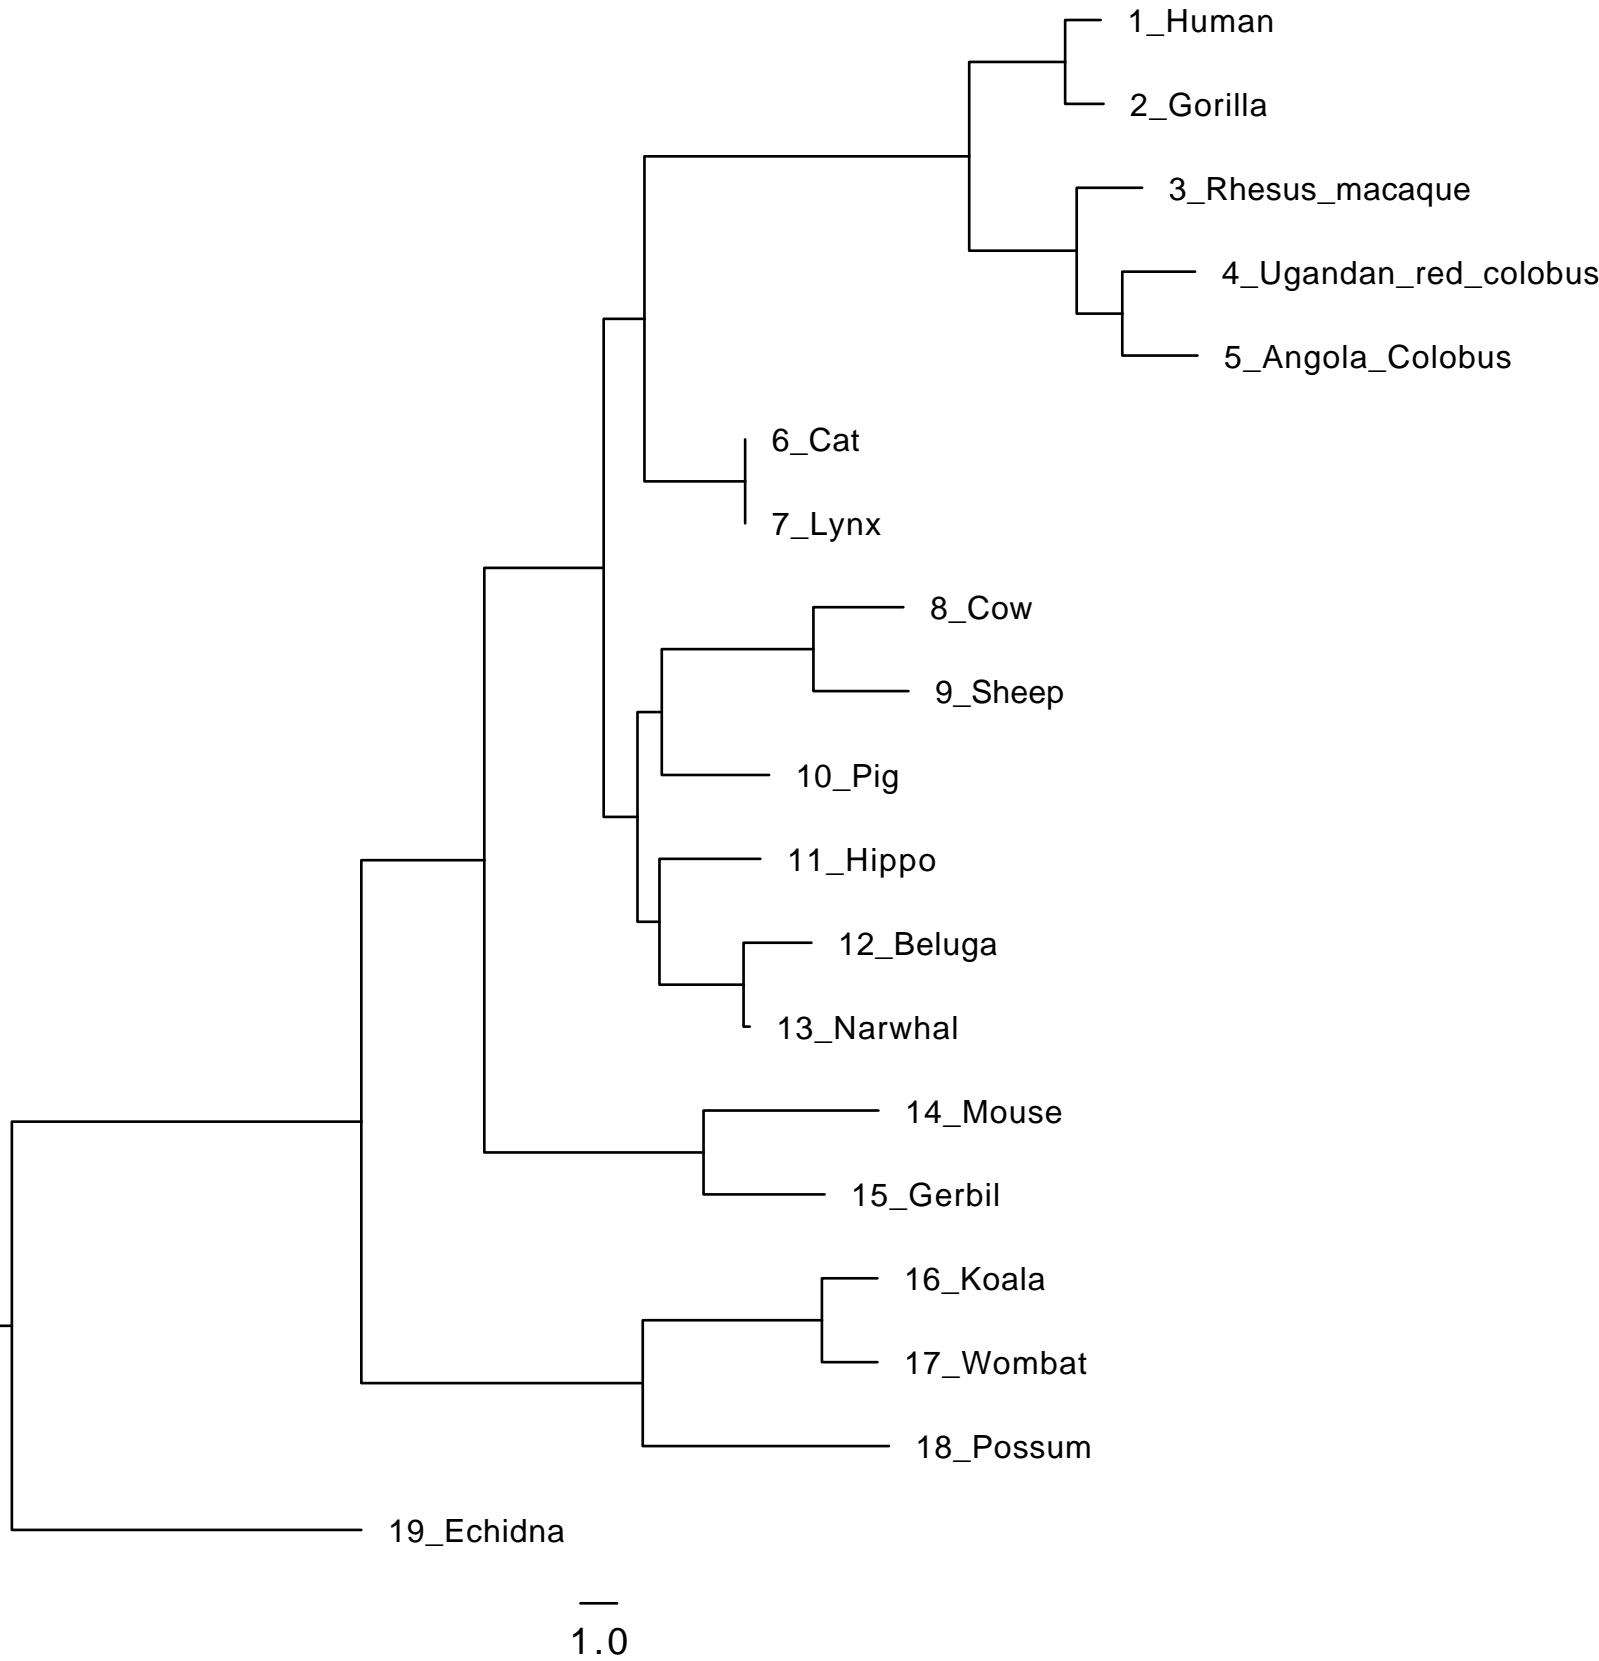 1_Human
2_Gorilla
3_Rhesus_macaque
4_Ugandan_red_colobus
5_Angola_Colobus
6_Cat
7_Lynx
8_Cow
9_Sheep
10_Pig
11_Hippo
12_Beluga
13_Narwhal
14_Mouse
15_Gerbil
16_Koala
17_Wombat
18_Possum
19_Echidna
1.0